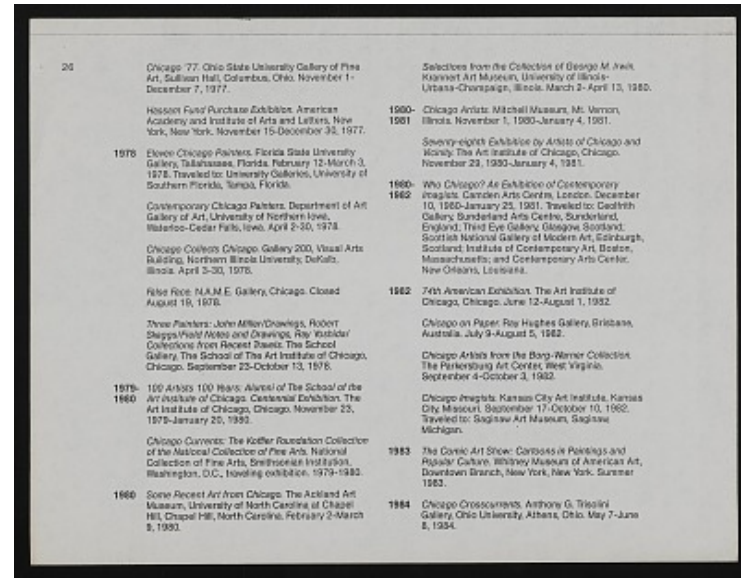 26
Chicago '77. Ohio State University Gallery of Fine
Art, Sullivan Hall, Columbus, Ohio. November 1-
December 7, 1977.
Hassam Fund Purchase Exhibition. American
Academy and Institute of Arts and Letters, New
York, New York. November 15-December 30, 1977.
1978 Eleven Chicago Painters. Florida State University
Gallery, Tallahassee, Florida. February 12-March 3,
1978. Traveled to: University Galleries, University of
Southern Florida, Tampa, Florida.
Contemporary Chicago Painters. Department of Art
Gallery of Art, University of Northern Iowa,
Waterloo-Cedar Falls, Iowa. April 2-30, 1978.
Chicago Collects Chicago. Gallery 200, Visual Arts
Building, Northern Illinois University, DeKalb,
Illinois. April 3-30, 1978.
False Face. N.A.M.E. Gallery, Chicago. Closed
August 19, 1978.
Three Painters: John Miller/Drawings, Robert
Skaggs/Field Notes and Drawings, Ray Yoshida/
Collections from Recent Travels. The School
Gallery, The School of The Art Institute of Chicago,
Chicago. September 23-October 13, 1978.
1979- 100 Artists 100 Years: Alumni of The School of the
1980 Art Institute of Chicago. Centennial Exhibition. The
Art Institute of Chicago, Chicago. November 23,
1979-January 20, 1980.
Chicago Currents: The Koffler Foundation Collection
of the National Collection of Fine Arts. National
Collection of Fine Arts, Smithsonian Institution,
Washington, D.C., traveling exhibition. 1979-1980.
1980 Some Recent Art from Chicago. The Ackland Art
Museum, University of North Carolina at Chapel
Hill, Chapel Hill, North Carolina. February 2-March
9, 1980.
Selections from the Collection of George M. Irwin.
Krannert Art Museum, University of Illinois-
Urbana-Champaign, Illinois. March 2-April 13, 1980.
1980- Chicago Artists. Mitchell Museum, Mt. Vernon,
1981 Illinois. November 1, 1980-January 4, 1981.
Seventy-eighth Exhibition by Artists of Chicago and
Vicinity. The Art Institute of Chicago, Chicago.
November 29, 1980-January 4, 1981.
1980- Who Chicago? An Exhibition of Contemporary
1982 Imagists. Camden Arts Centre, London. December
10, 1980-January 25, 1981. Traveled to: Ceolfrith
Gallery, Sunderland Arts Centre, Sunderland,
England; Third Eye Gallery, Glasgow, Scotland;
Scottish National Gallery of Modern Art, Edinburgh,
Scotland; Institute of Contemporary Art, Boston,
Massachusetts; and Contemporary Arts Center,
New Orleans, Louisiana.
1982 74th American Exhibition. The Art Institute of
Chicago, Chicago. June 12-August 1, 1982.
Chicago on Paper. Ray Hughes Gallery, Brisbane,
Australia. July 9-August 5, 1982.
Chicago Artists from the Borg-Warner Collection.
The Parkersburg Art Center, West Virginia.
September 4-October 3, 1982.
Chicago Imagists. Kansas City Art Institute, Kansas
City, Missouri. September 17-October 10, 1982.
Traveled to: Saginaw Art Museum, Saginaw,
Michigan.
1983 The Comic Art Show: Cartoons in Paintings and
Popular Culture. Whitney Museum of American Art,
Downtown Branch, New York, New York. Summer
1983.
1984 Chicago Crosscurrents. Anthony G. Trisolini
Gallery, Ohio University, Athens, Ohio. May 7-June
8, 1984.